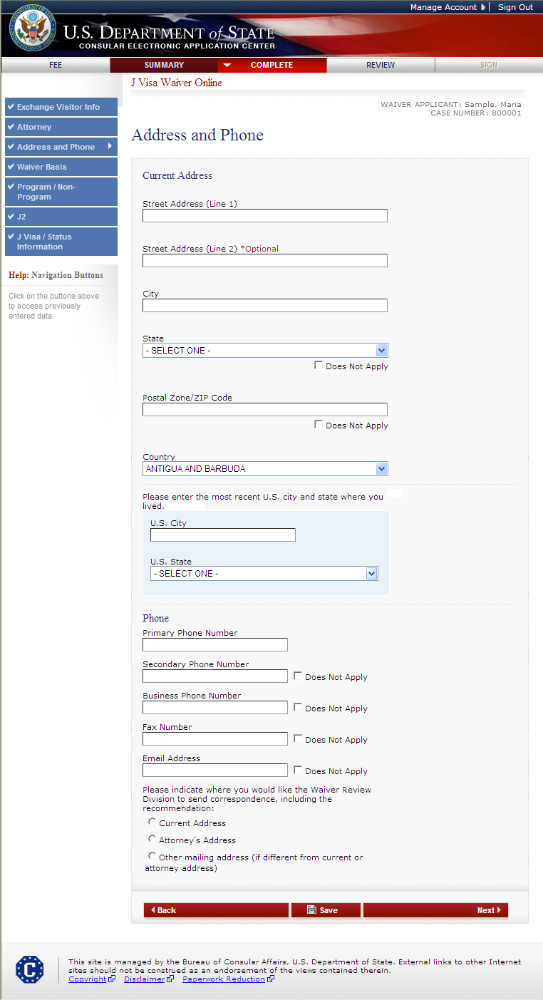 Manage Account Sign Out
U.S. DEPARTMENT of STATE
CONSULAR ELECTRONIC APPLICATION CENTER
FEE SUMMARY COMPLETE REVIEW SIGN
J Visa Waiver Online
WAIVER APPLICANT: Sample, Maria
CASE NUMBER: 800001
Exchange Visitor Info
Attorney
Address and Phone
Waiver Basis
Program / Non-
Program
J2
J Visa / Status
Information
Help: Navigation Buttons
Click on the buttons above
to access previously
entered data.
Address and Phone
Current Address
Street Address (Line 1)
Street Address (Line 2) *Optional
City
State
- SELECT ONE -
Does Not Apply
Postal Zone/ZIP Code
Does Not Apply
Country
ANTIGUA AND BARBUDA
Please enter the most recent U.S. city and state where you
lived.
U.S. City
U.S. State
- SELECT ONE -
Phone
Primary Phone Number
Secondary Phone Number
Does Not Apply
Business Phone Number
Does Not Apply
Fax Number
Does Not Apply
Email Address
Does Not Apply
Please indicate where you would like the Waiver Review
Division to send correspondence, including the
recommendation:
Current Address
Attorney's Address
Other mailing address (if different from current or
attorney address)
Back Save Next
C
This site is managed by the Bureau of Consular Affairs, U.S. Department of State. External links to other Internet
sites should not be construed as an endorsement of the views contained therein.
Copyright Disclaimer Paperwork Reduction